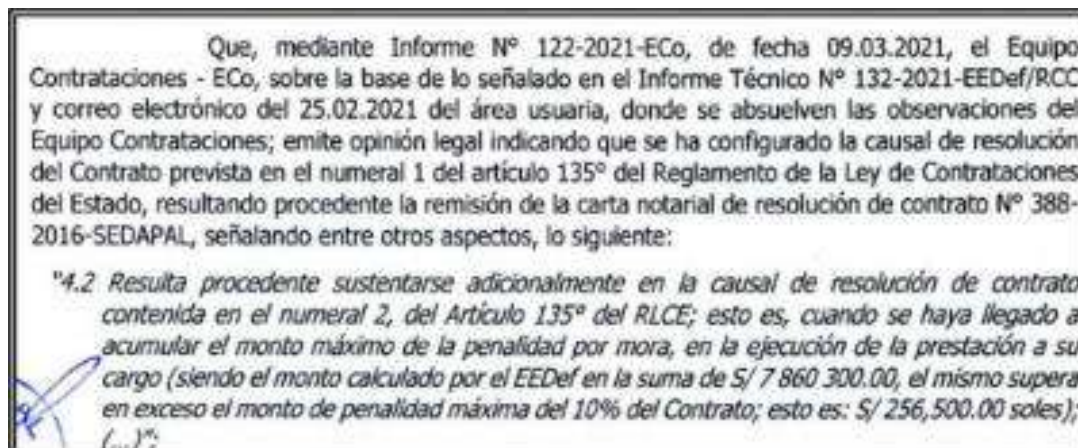 Que, mediante Informe Nº 122-2021-ECo, de fecha 09.03.2021, el Equipo
Contrataciones - ECo, sobre la base de lo señalado en el Informe Técnico Nº 132-2021-EEDef/RCC
y correo electrónico del 25.02.2021 del área usuaria, donde se absuelven las observaciones del
Equipo Contrataciones; emite opinión legal indicando que se ha configurado la causal de resolución
del Contrato prevista en el numeral 1 del artículo 135º del Reglamento de la Ley de Contrataciones
del Estado, resultando procedente la remisión de la carta notarial de resolución de contrato Nº 388-
2016-SEDAPAL, señalando entre otros aspectos, lo siguiente:
"4.2 Resulta procedente sustentarse adicionalmente en la causal de resolución de contrato
contenida en el numeral 2, del Artículo 135º del RLCE; esto es, cuando se haya llegado a
acumular el monto máximo de la penalidad por mora, en la ejecución de la prestación a su
cargo (siendo el monto calculado por el EEDef en la suma de S/ 7 860 300.00, el mismo supera
en exceso el monto de penalidad máxima del 10% del Contrato; esto es: S/ 256,500.00 soles);
(...)";